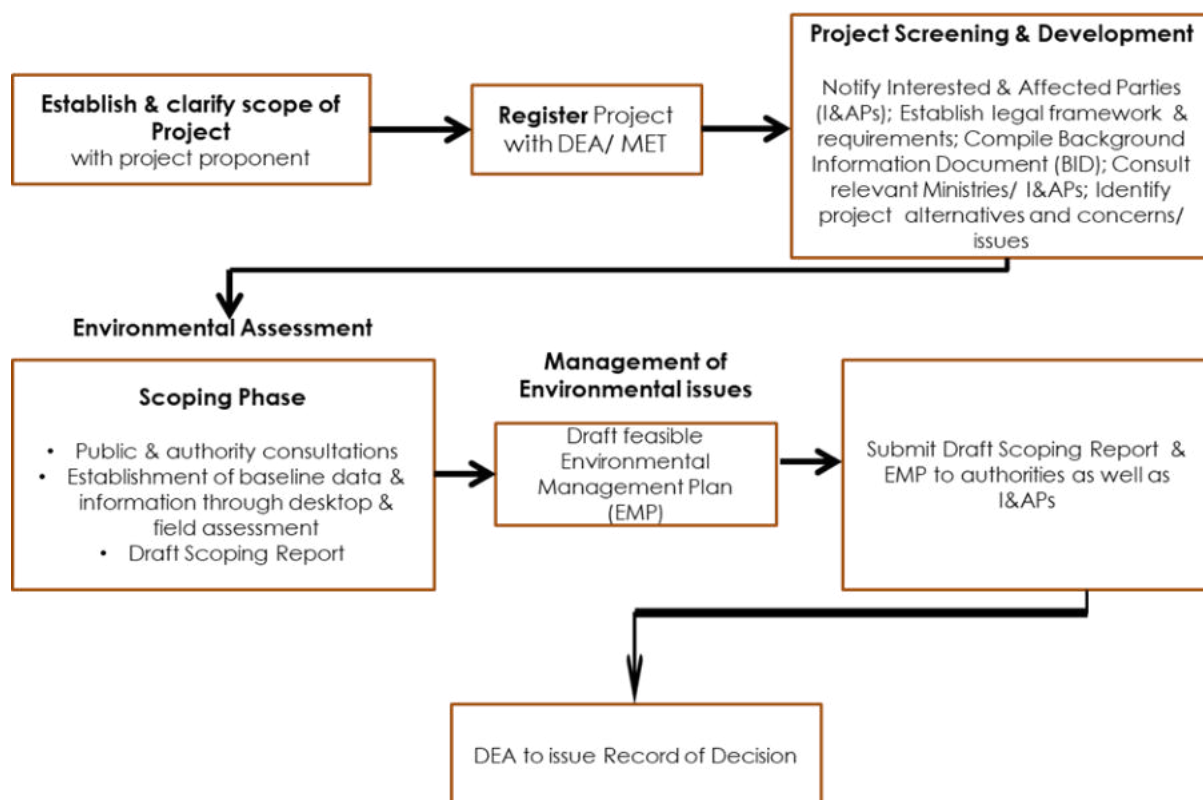 Establish & clarify scope of
Project
with project proponent
Register Project
with DEA/ MET
Project Screening & Development
Notify Interested & Affected Parties
(I&APs); Establish legal framework &
requirements; Compile Background
Information Document (BID); Consult
relevant Ministries/ I&APs; Identify
project alternatives and concerns/
issues
Environmental Assessment
Scoping Phase
• Public & authority consultations
• Establishment of baseline data &
information through desktop &
field assessment
• Draft Scoping Report
Management of
Environmental issues
Draft feasible
Environmental
Management Plan
(EMP)
Submit Draft Scoping Report &
EMP to authorities as well as
I&APs
DEA to issue Record of Decision